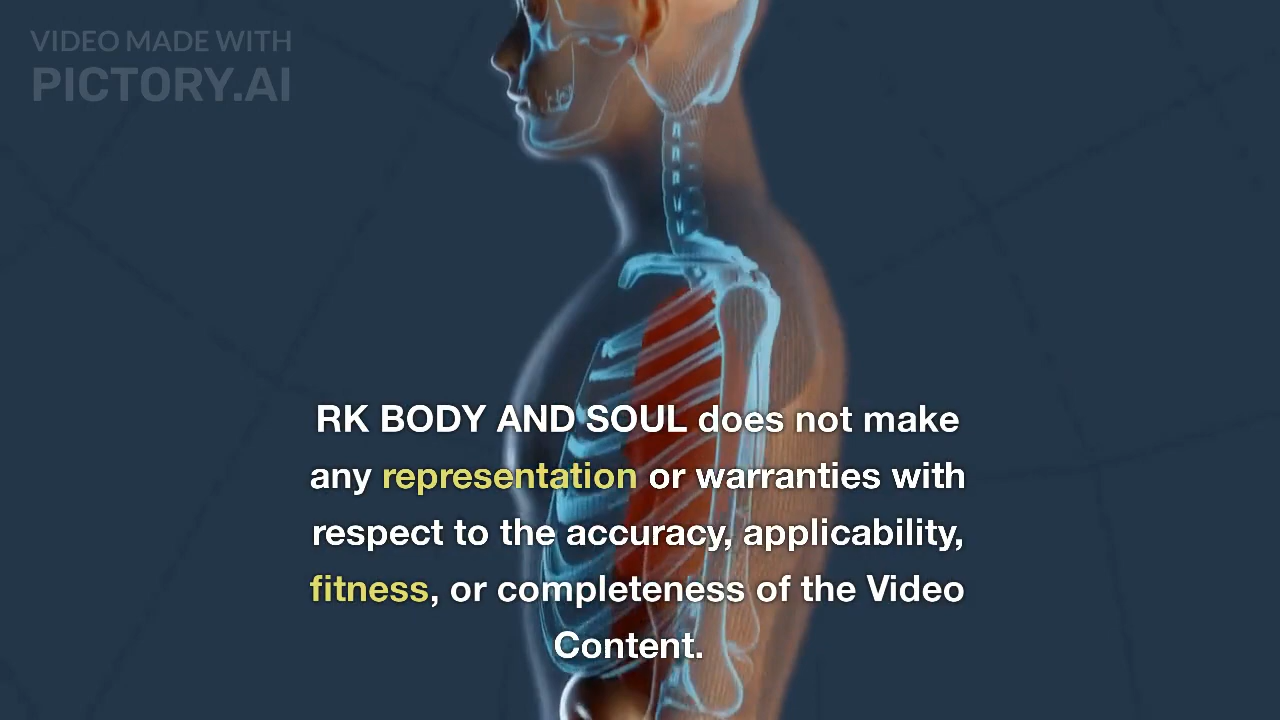 VIDEO MADE WITH
PICTORY.AI
RK BODY AND SOUL does not make
any representation or warranties with
respect to the accuracy, applicability,
fitness, or completeness of the Video
Content.